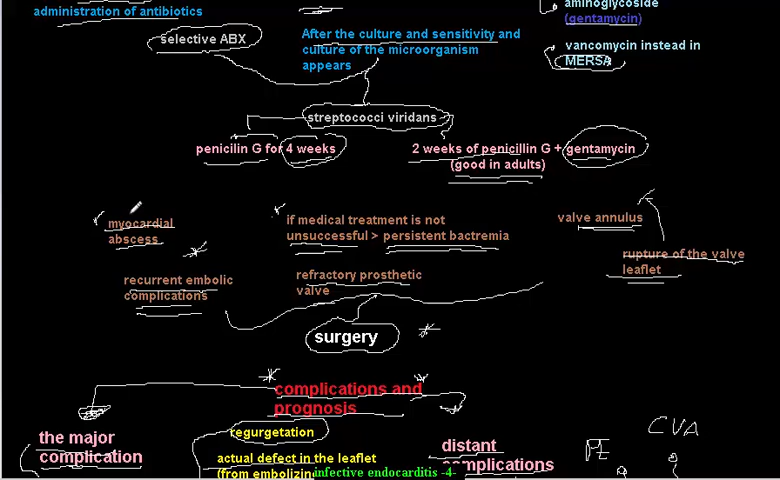 administration of antibiotics
selective ABX
After the culture and sensitivity and
culture of the microorganism
appears
aminoglycoside
(gentamycin)
vancomycin instead in
MERSA
streptococci viridans
penicilin G for 4 weeks
2 weeks of penicillin G + gentamycin
(good in adults)
myocardial
abscess
if medical treatment is not
unsuccessful > persistent bactremia
valve annulus
rupture of the valve
leaflet
recurrent embolic
complications
refractory prosthetic
valve
surgery
complications and
prognosis
the major
complication
regurgetation
actual defect in the leaflet
(from embolizin
distant
complications
PE
CVA
infective endocarditis -4-